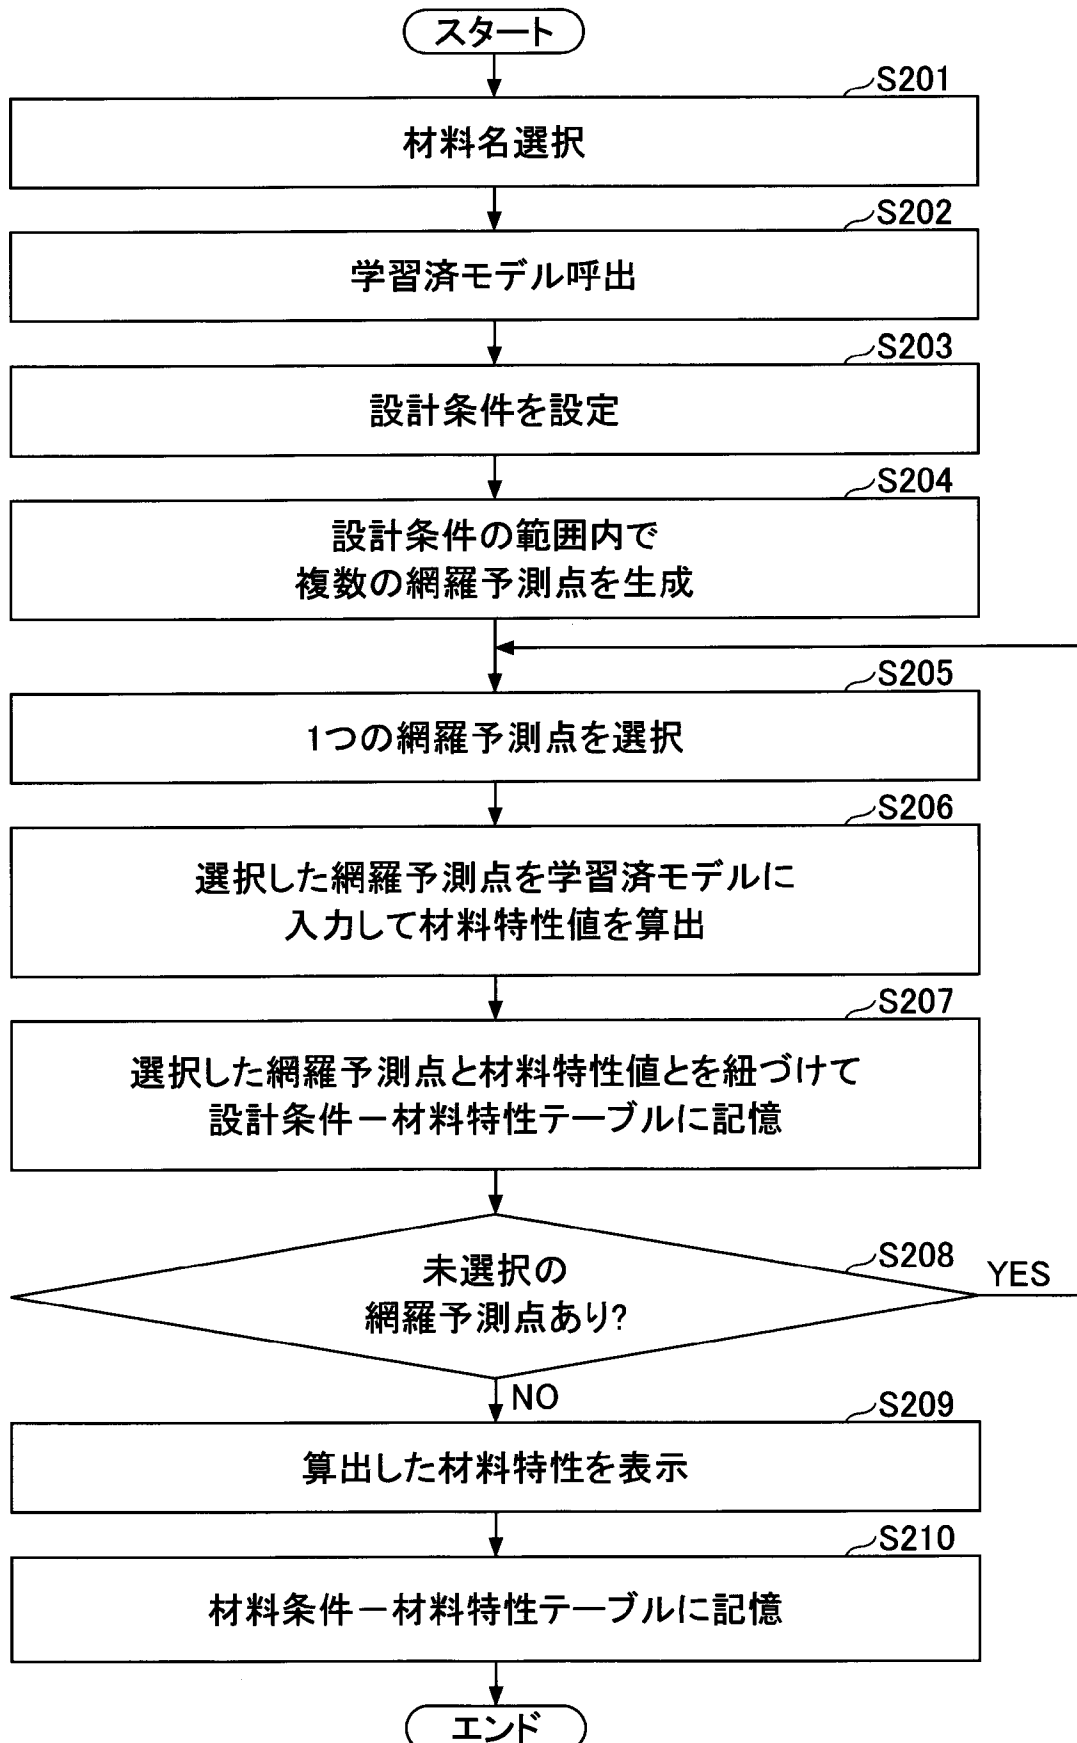 スタート
S201
材料名選択
S202
学習済モデル呼出
S203
設計条件を設定
S204
設計条件の範囲内で
複数の網羅予測点を生成
S205
1つの網羅予測点を選択
S206
選択した網羅予測点を学習済モデルに
入力して材料特性値を算出
S207
選択した網羅予測点と材料特性値とを紐づけて
設計条件－材料特性テーブルに記憶
S208
未選択の
網羅予測点あり?
YES
NO
S209
算出した材料特性を表示
S210
材料条件－材料特性テーブルに記憶
エンド